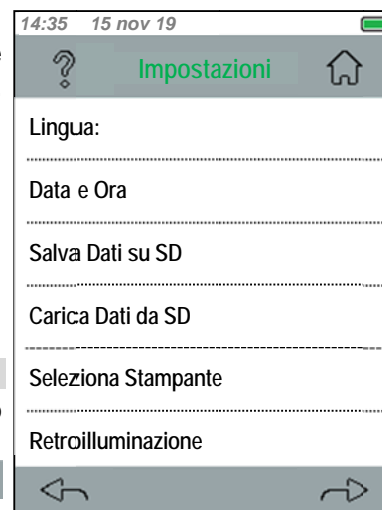 14:35 15 nov 19
Impostazioni
Lingua:
Data e Ora
Salva Dati su SD
Carica Dati da SD
Seleziona Stampante
Retroilluminazione